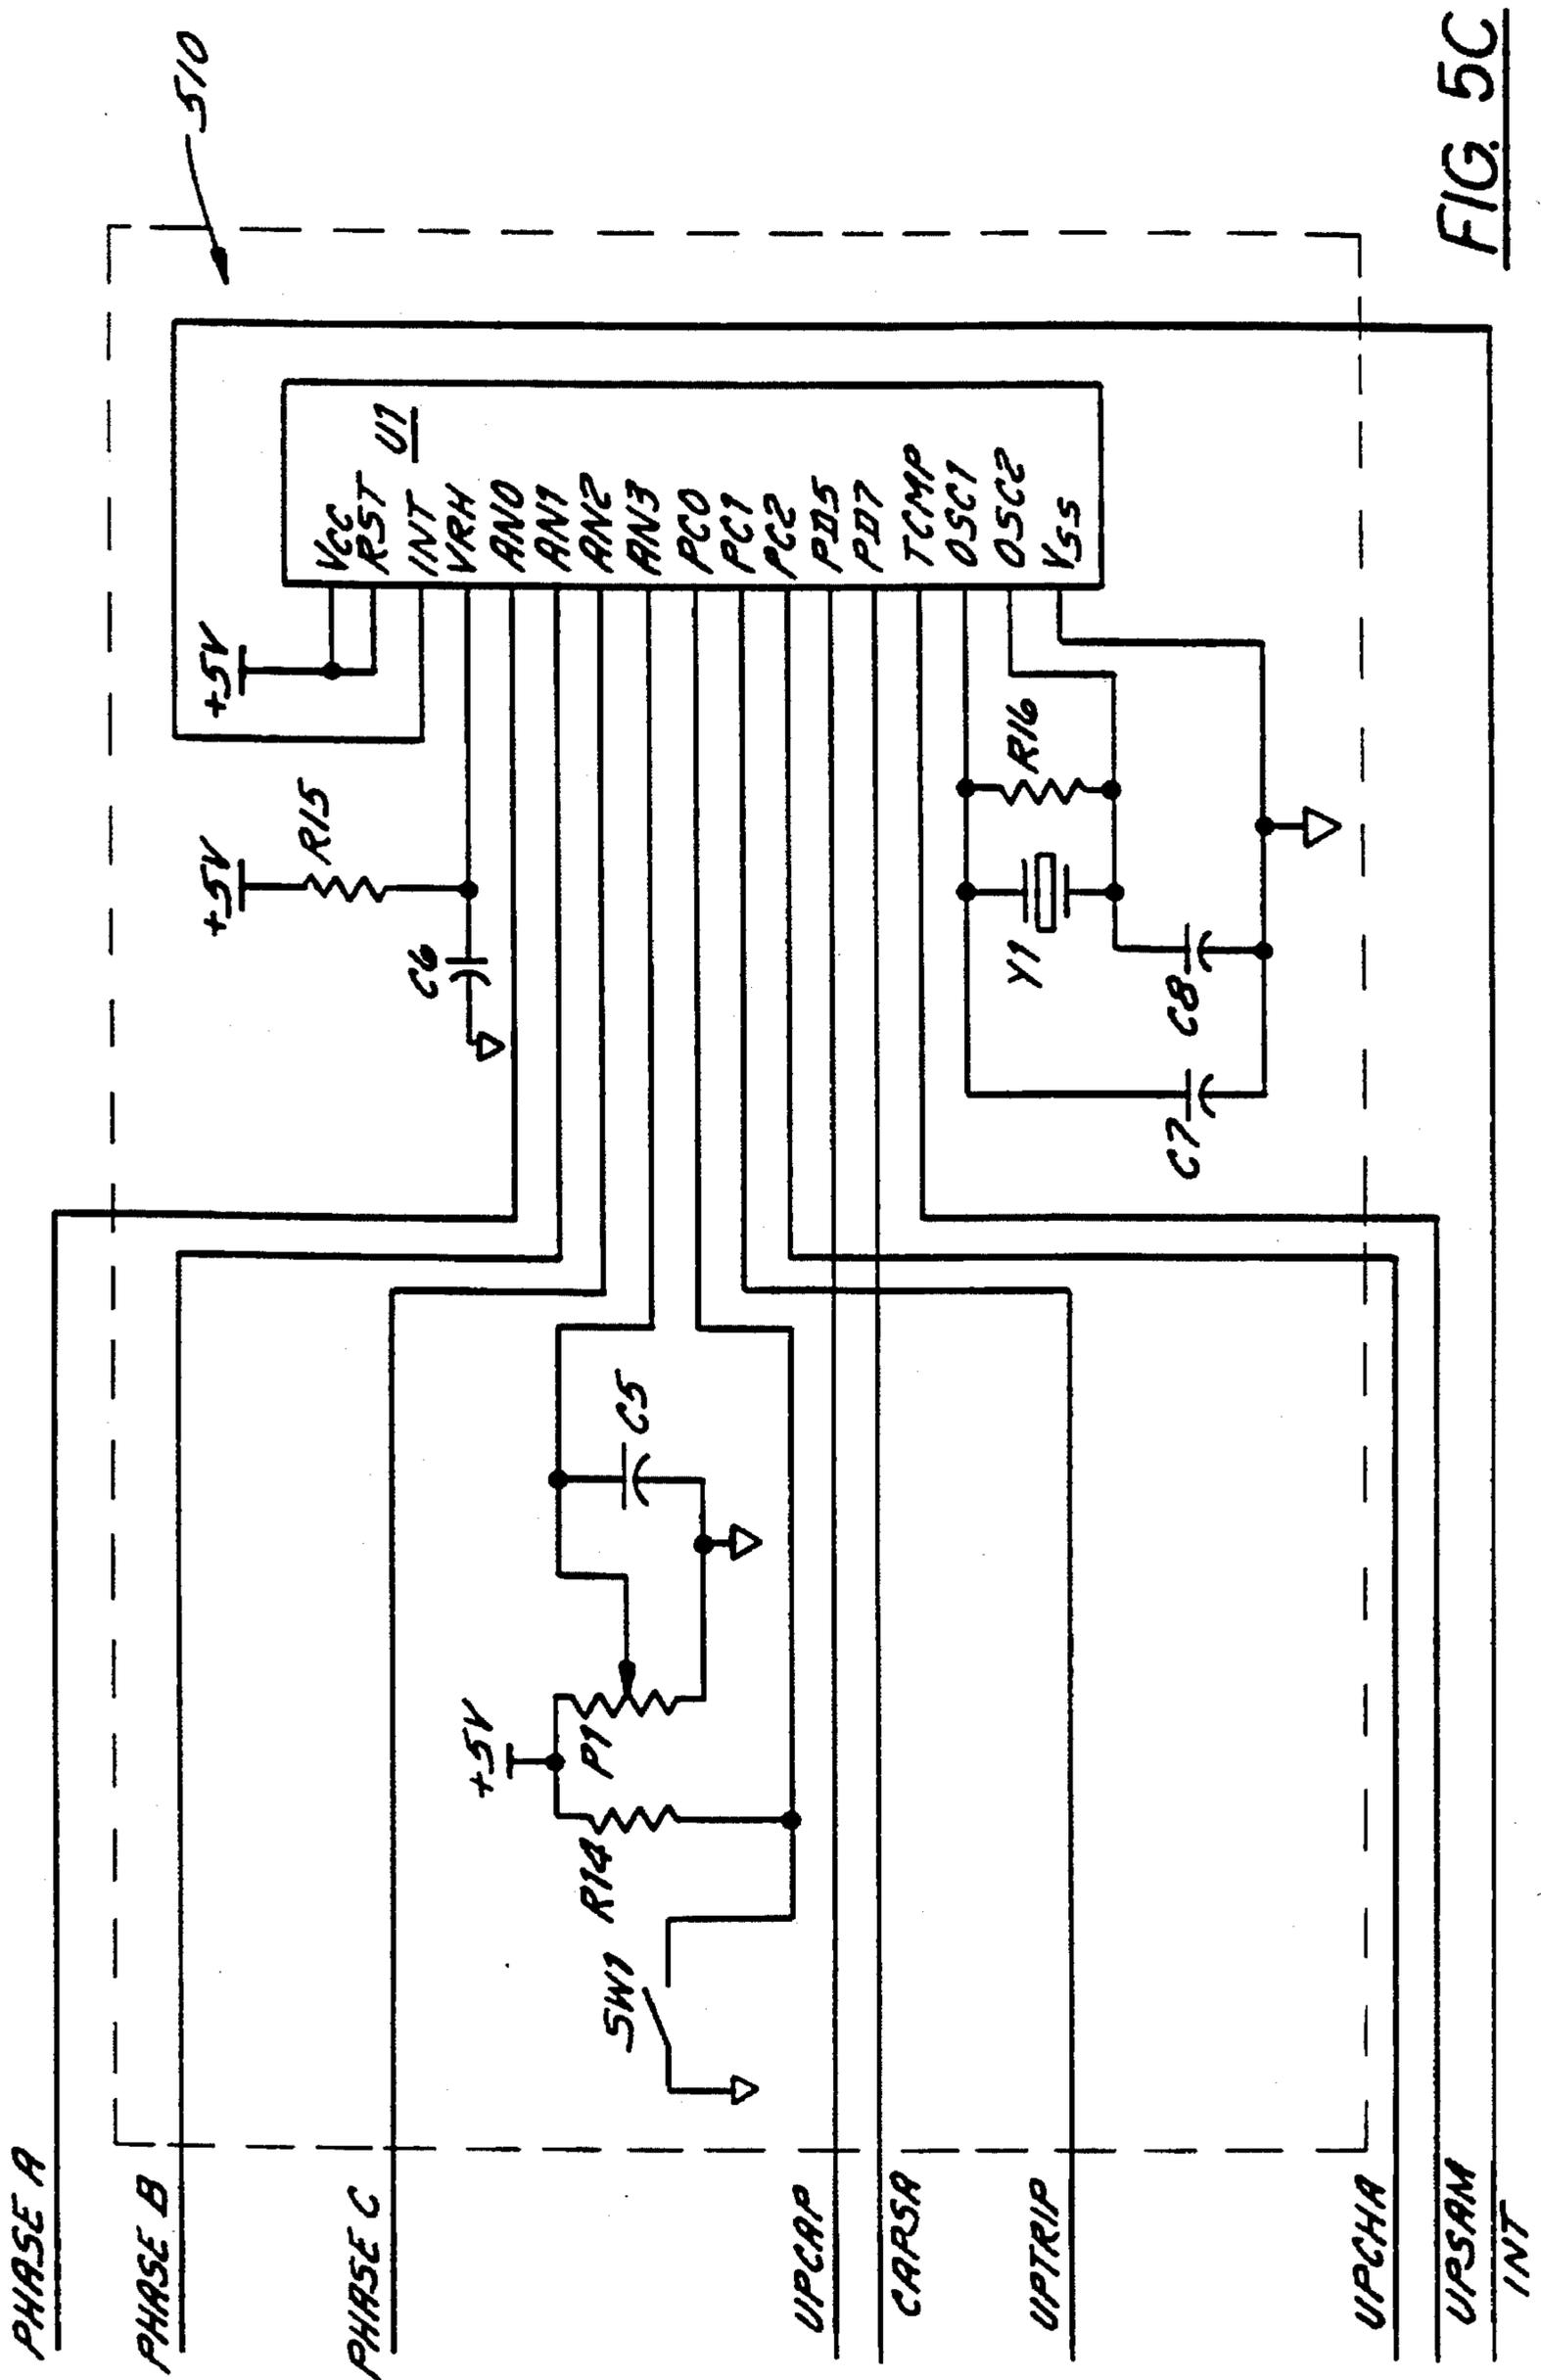 PHASE A
PHASE B
PHASE C
UPCAP
CAPSA
UPTRIP
UPCHA
UPSAM
INT
SW1
R14
P1
+5V
C5
C6
+5V
R15
+5V
C7
C8
Y1
R16
VCC
RST
INT
VRH
AN0
AN1
AN2
AN3
PC0
PC1
PC2
PD5
PD7
TCMP
OSC1
OSC2
VSS
U1
510
FIG. 5C